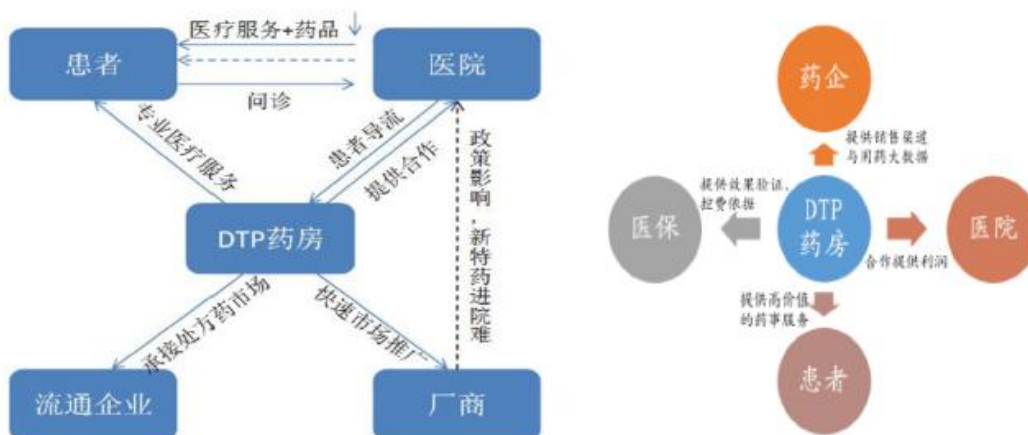 医疗服务+药品
患者
医院
问诊
专业医疗服务
患者导流
提供合作
政策影响，新特药进院难
DTP药房
承接处方药市场
快速市场推广
流通企业
厂商
药企
提供销售渠道
与用药大数据
提供效果验证、
控费依据
医保
DTP
药房
医院
合作提供利润
提供高价值
的药事服务
患者